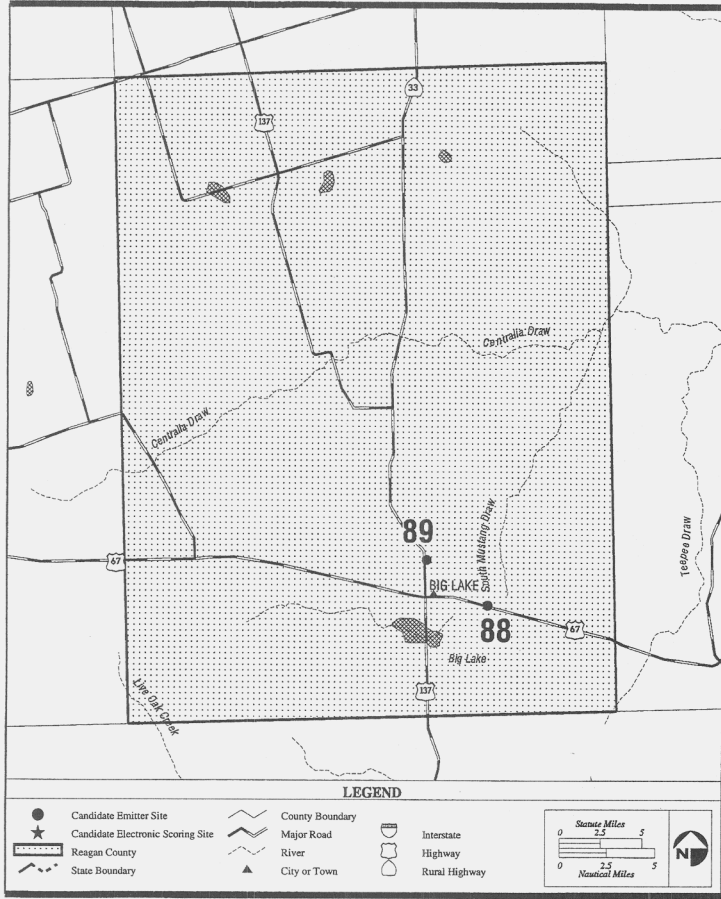 33
137
Centralia Draw
Centralia Draw
89
South Mustang Draw
Teepee Draw
67
BIG LAKE
88
67
Big Lake
Live Oak Creek
137
LEGEND
Candidate Emitter Site
Candidate Electronic Scoring Site
Reagan County
State Boundary
County Boundary
Major Road
River
City or Town
Interstate
Highway
Rural Highway
Statute Miles
0 2.5 5
0 2.5 5
Nautical Miles
N